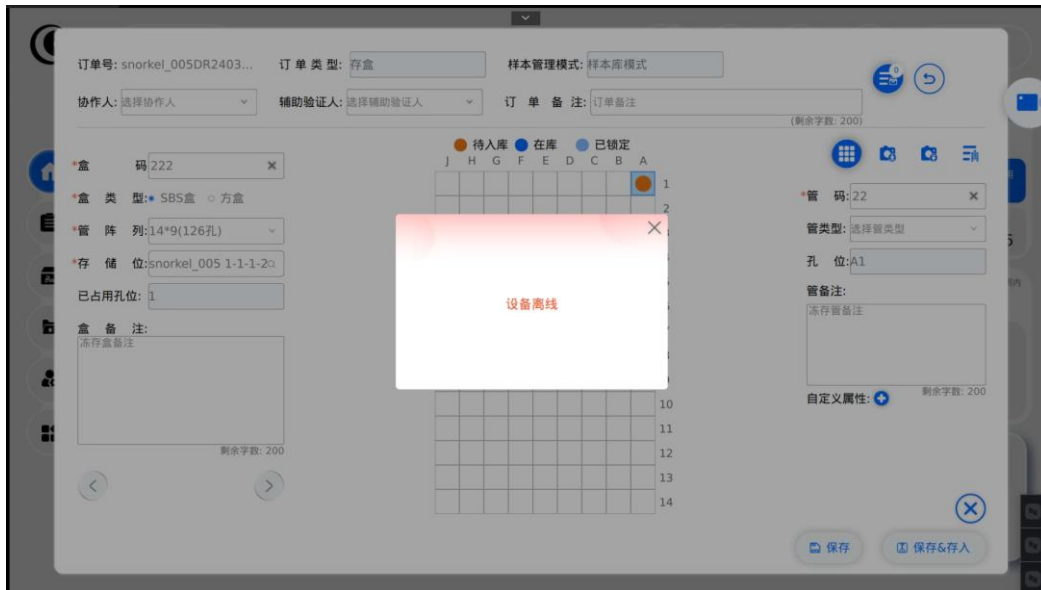 订单号: snorkel_005DR2403...
订 单 类 型: 存盒
样本管理模式: 样本库模式
0
协作人: 选择协作人
辅助验证人: 选择辅助验证人
订 单 备 注: 订单备注
(剩余字数: 200)
待入库 在库 已锁定
J H G F E D C B A
*盒 码 222
*盒 类 型: SBS盒 方盒
*管 阵 列: 14*9(126孔)
*存 储 位: snorkel_005 1-1-1-2
已占用孔位: 1
盒 备 注:
冻存盒备注
剩余字数: 200
1
2
设备离线
10
11
12
13
14
*管 码: 22
管类型: 选择管类型
孔 位: A1
管备注:
冻存管备注
剩余字数: 200
自定义属性:
保存
保存&存入